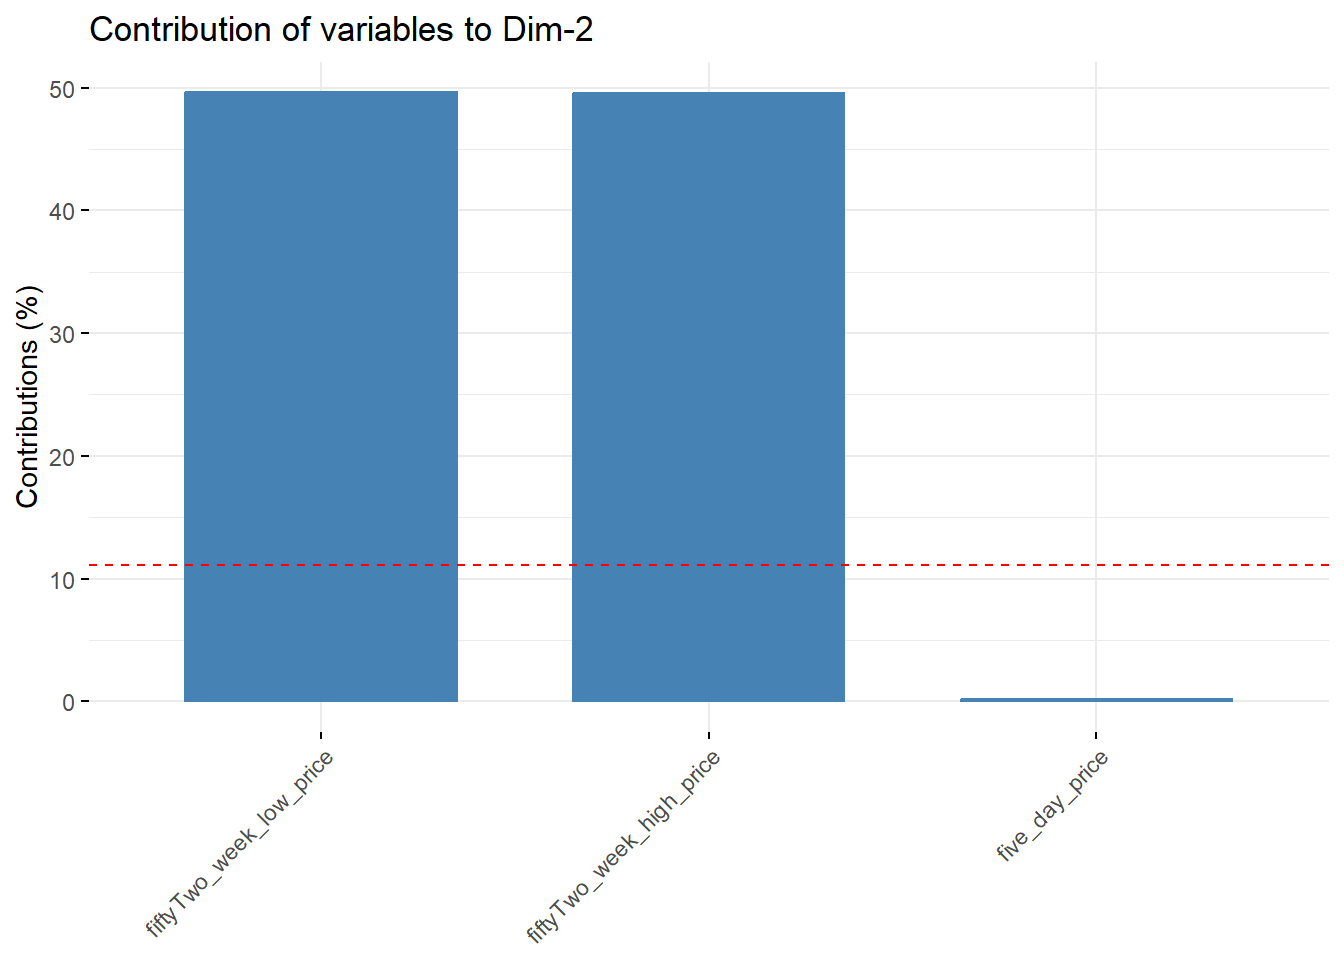 Contribution of variables to Dim-2
Contributions (%)
50
40
30
20
10
0
fiftyTwo_week_low_price
fiftyTwo_week_high_price
five_day_price